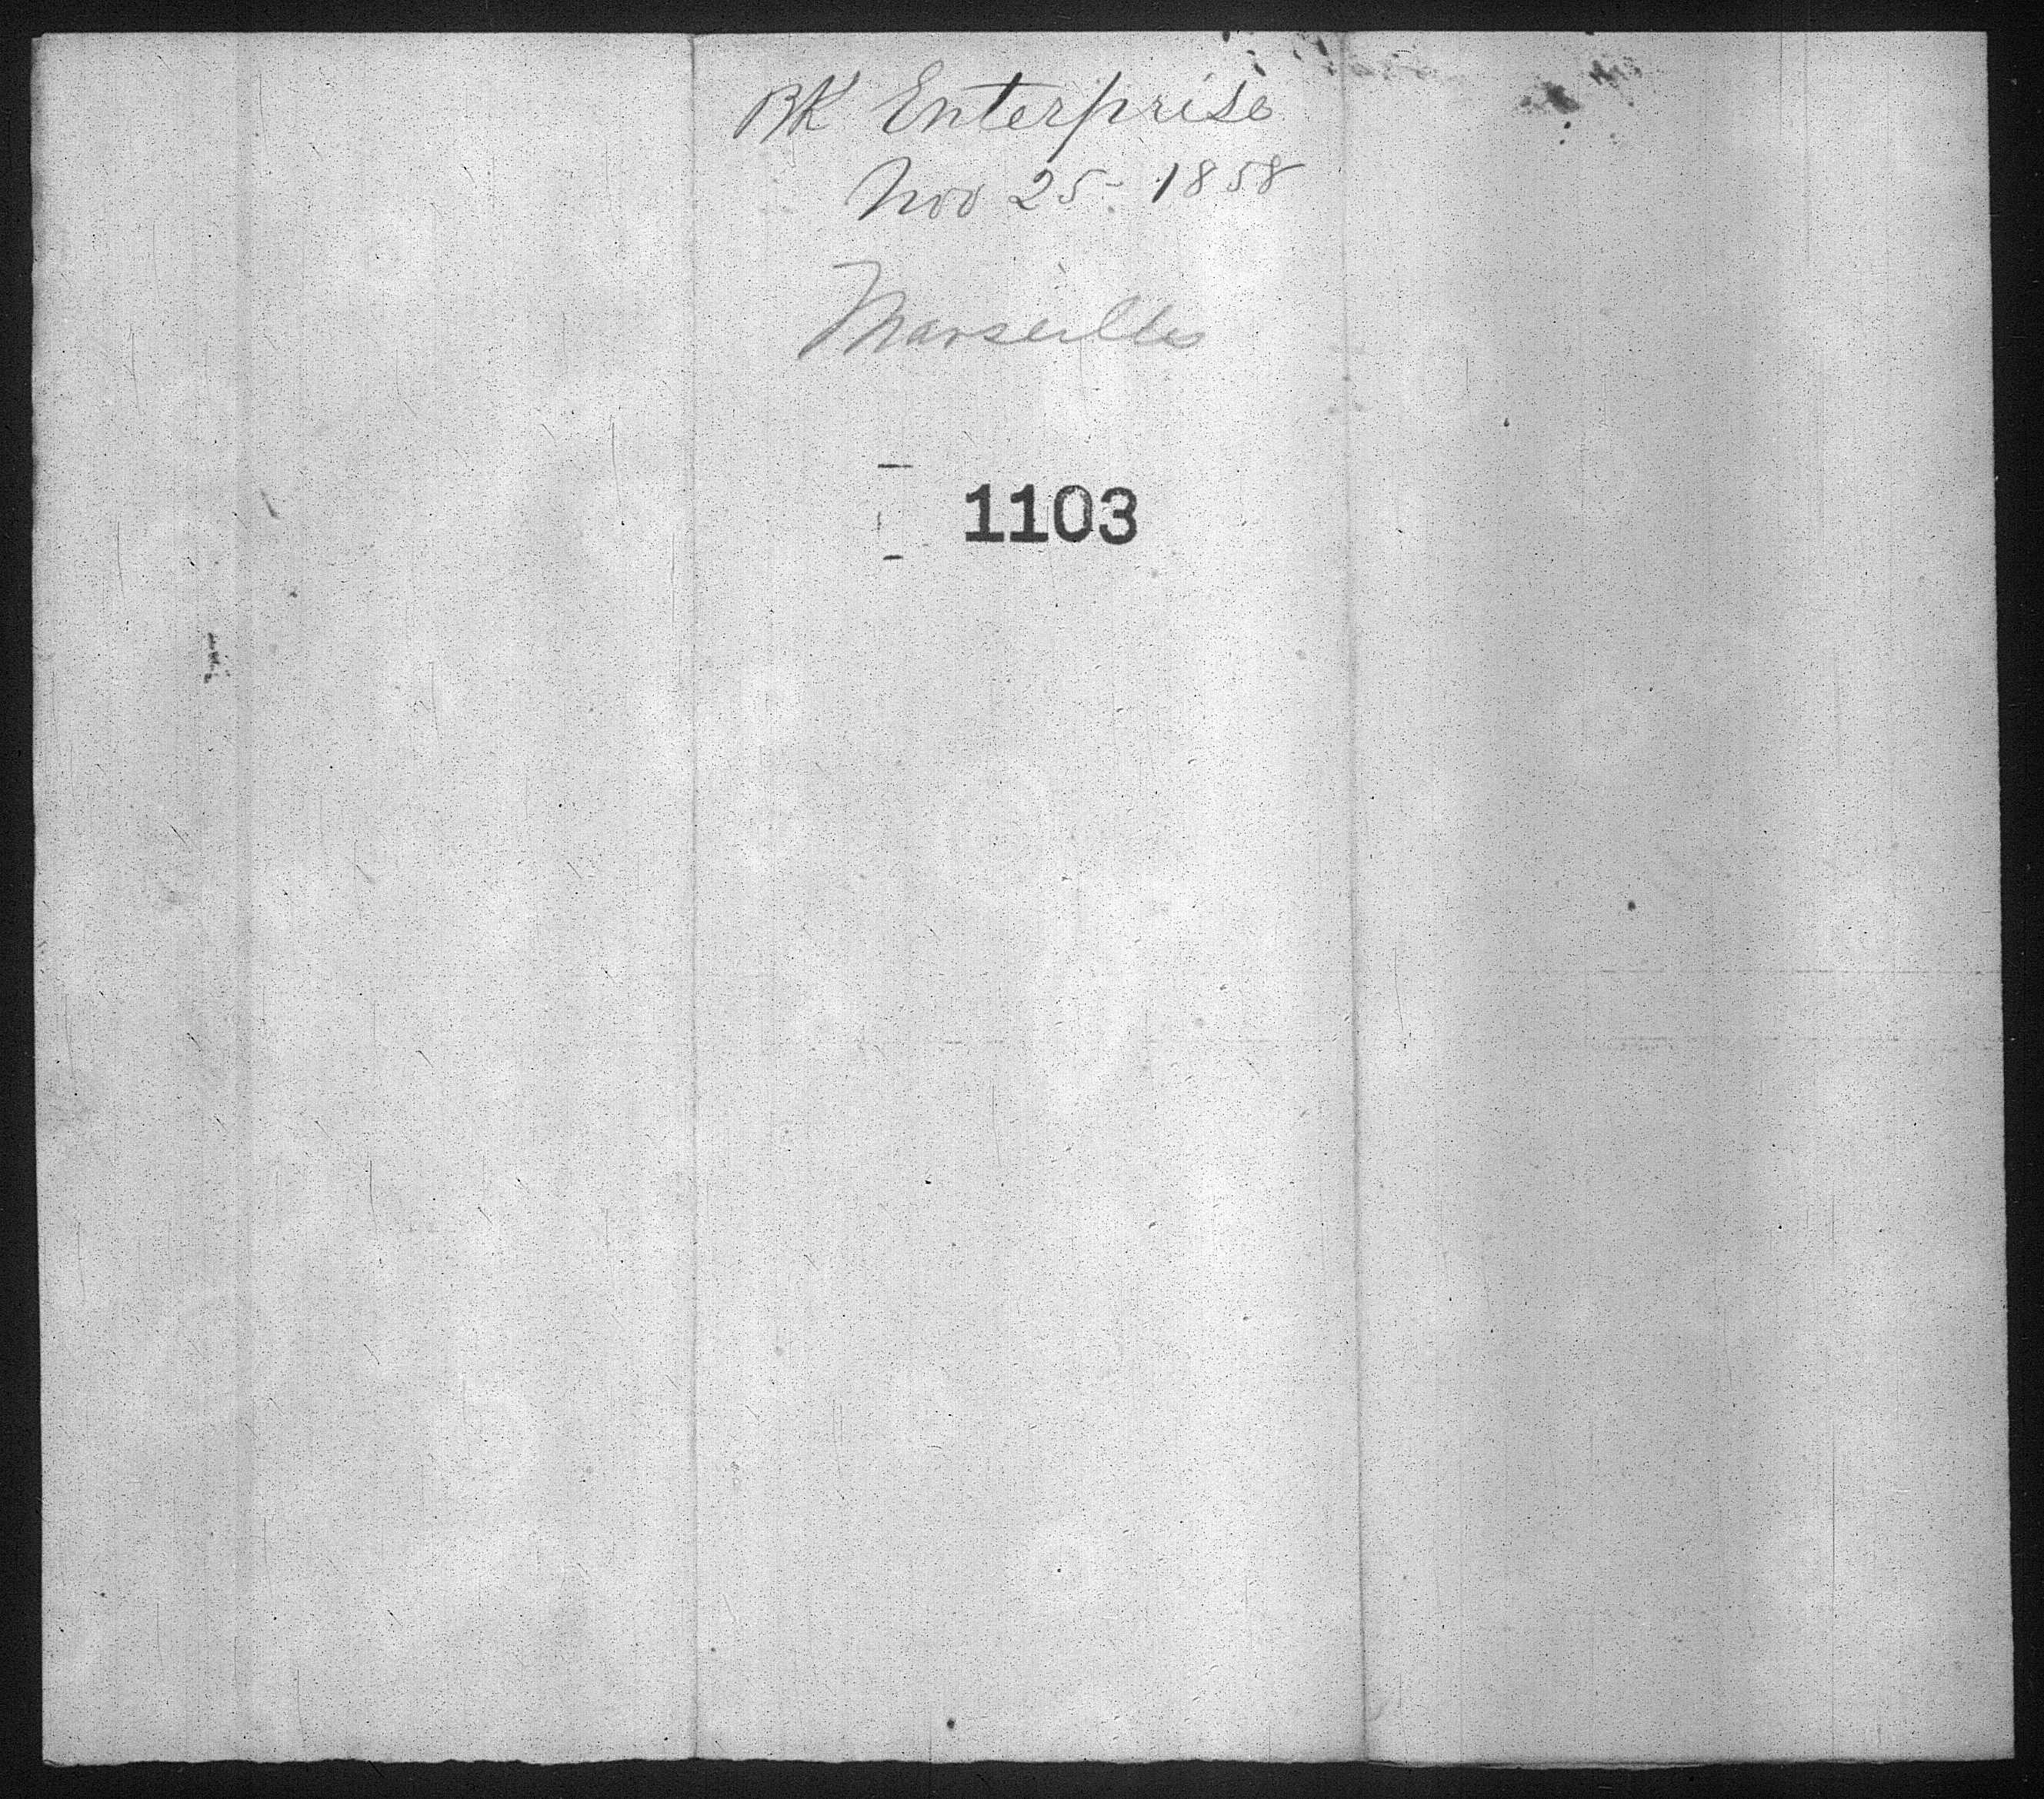 BK Enterprise
Nov 25 - 1858
Marseilles
1103